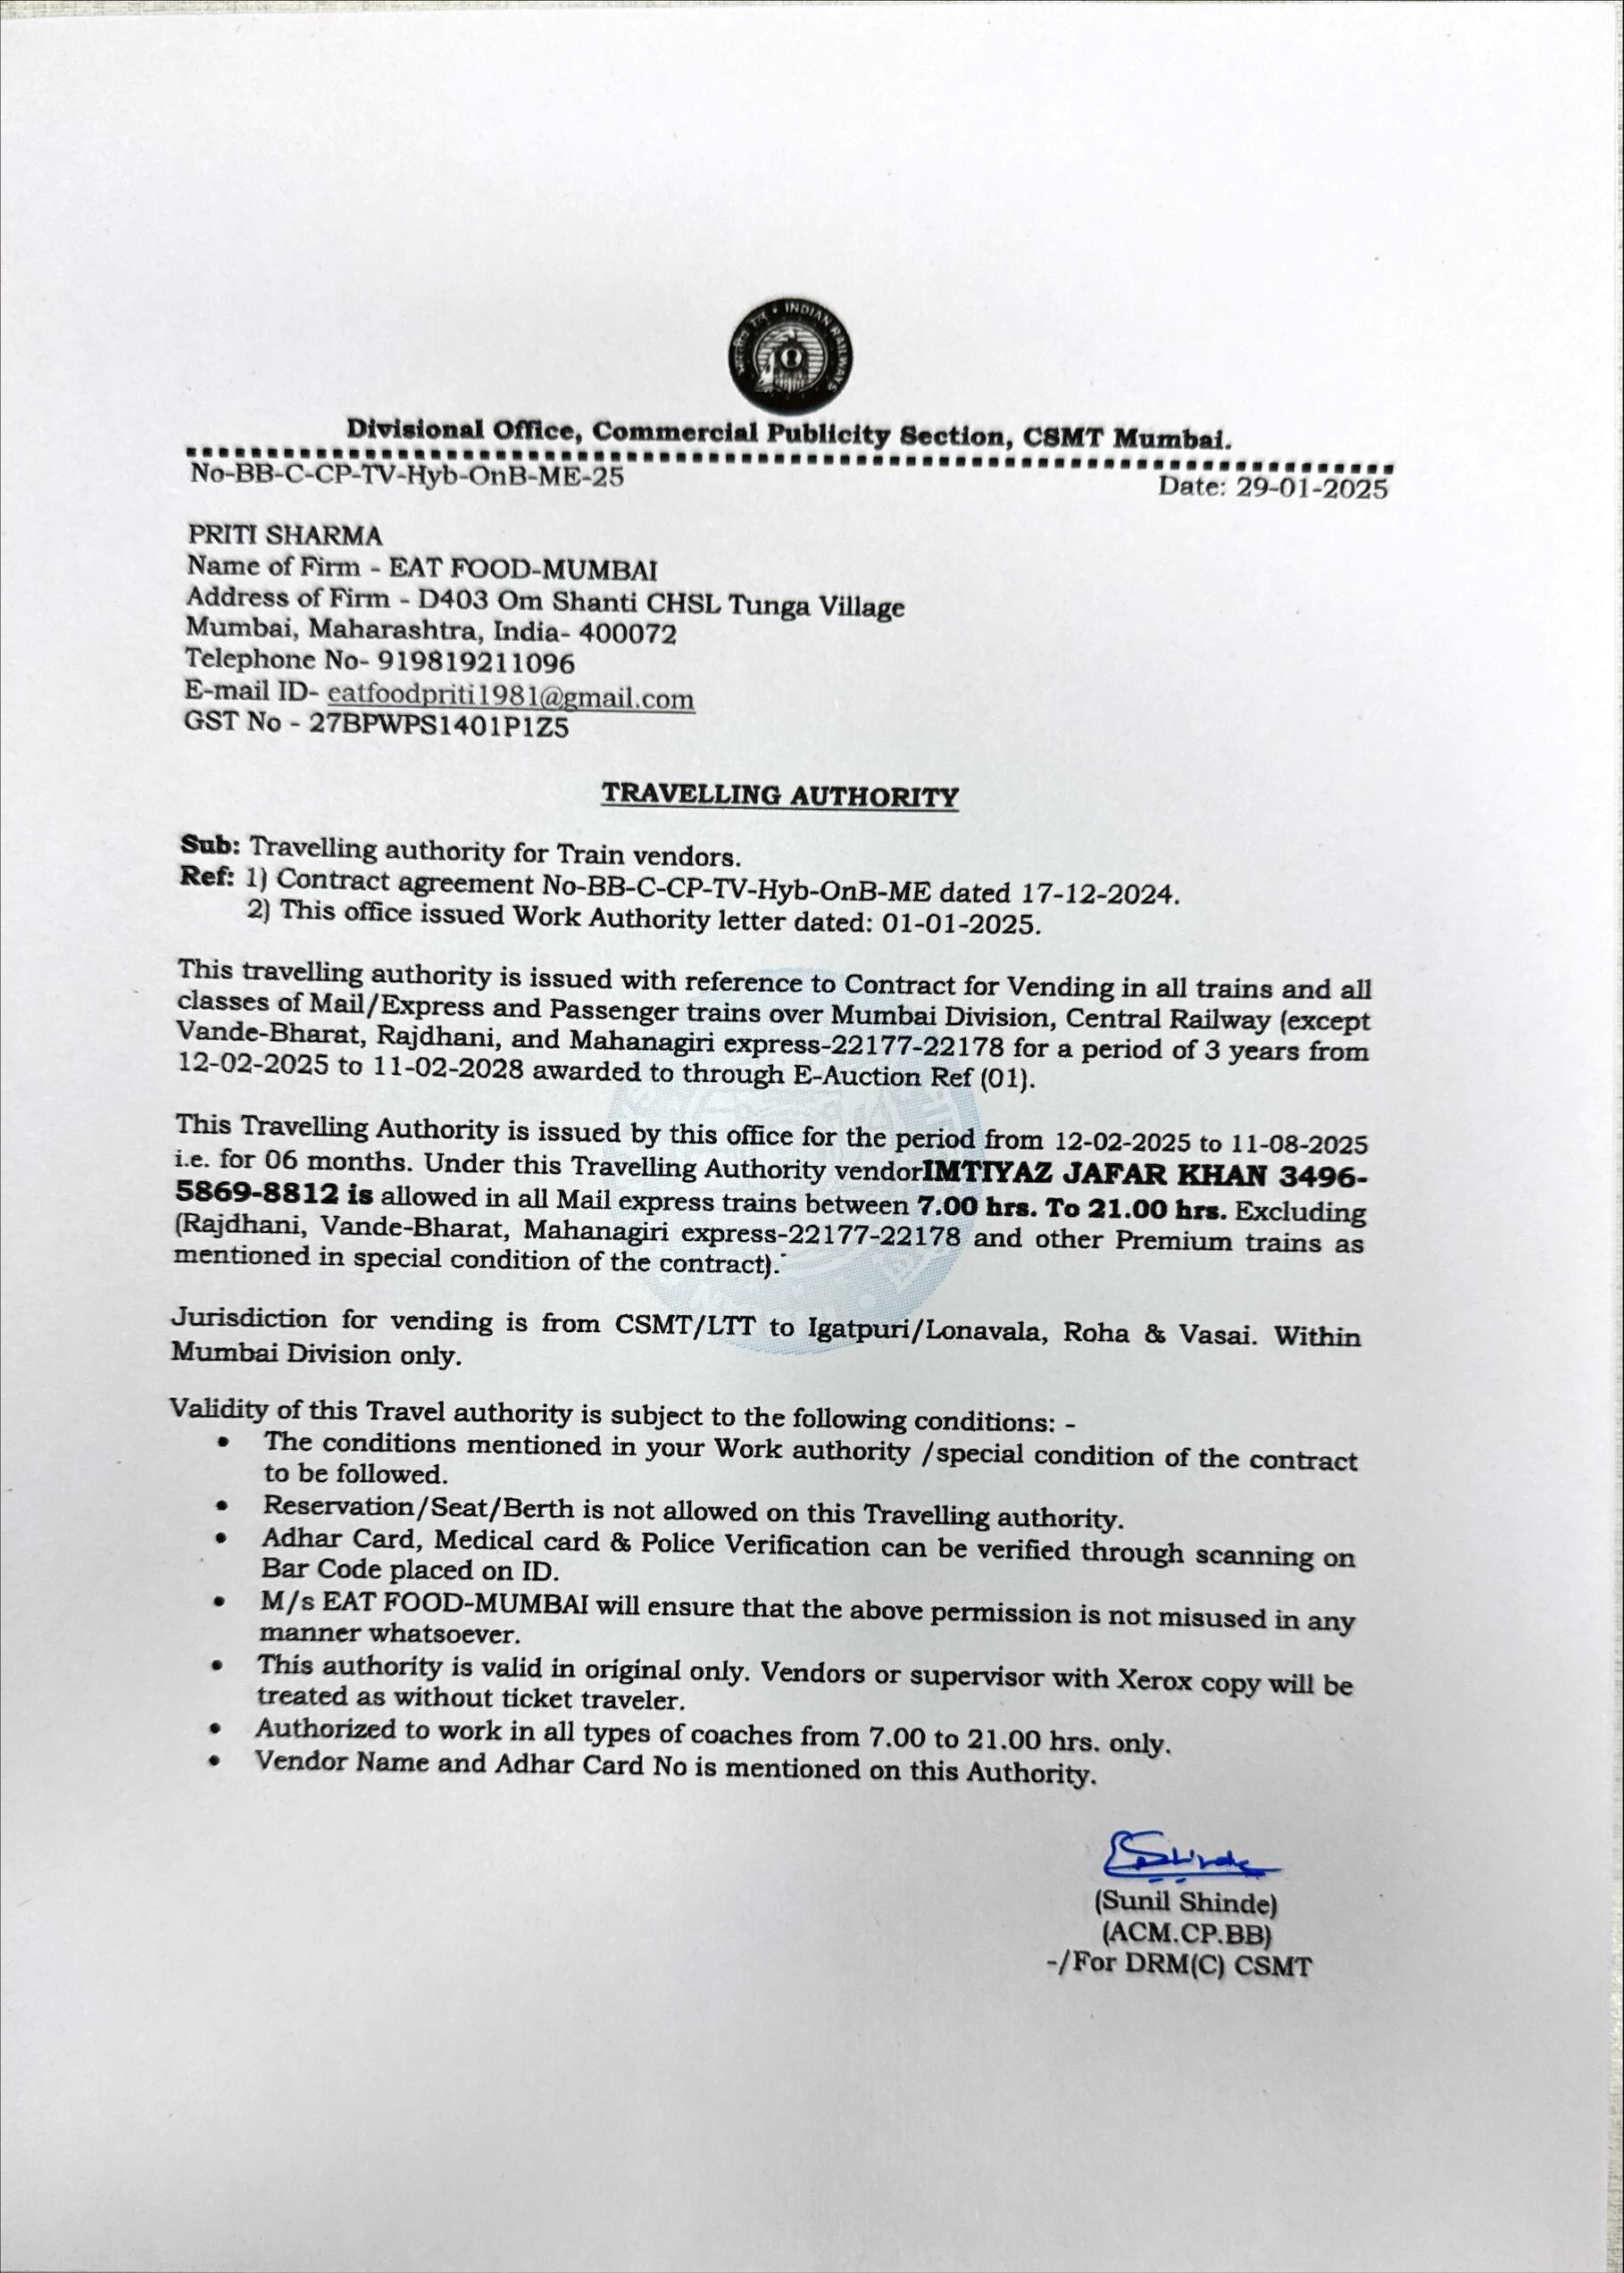 INDIAN RAILWAYS
Divisional Office, Commercial Publicity Section, CSMT Mumbai.
No-BB-C-CP-TV-Hyb-OnB-ME-25 Date: 29-01-2025
PRITI SHARMA
Name of Firm - EAT FOOD-MUMBAI
Address of Firm - D403 Om Shanti CHSL Tunga Village
Mumbai, Maharashtra, India- 400072
Telephone No- 919819211096
E-mail ID- eatfoodpriti1981@gmail.com
GST No - 27BPWPS1401P1Z5
TRAVELLING AUTHORITY
Sub: Travelling authority for Train vendors.
Ref: 1) Contract agreement No-BB-C-CP-TV-Hyb-OnB-ME dated 17-12-2024.
2) This office issued Work Authority letter dated: 01-01-2025.
This travelling authority is issued with reference to Contract for Vending in all trains and all
classes of Mail/Express and Passenger trains over Mumbai Division, Central Railway (except
Vande-Bharat, Rajdhani, and Mahanagiri express-22177-22178 for a period of 3 years from
12-02-2025 to 11-02-2028 awarded to through E-Auction Ref (01).
This Travelling Authority is issued by this office for the period from 12-02-2025 to 11-08-2025
i.e. for 06 months. Under this Travelling Authority vendorIMTIYAZ JAFAR KHAN 3496-
5869-8812 is allowed in all Mail express trains between 7.00 hrs. To 21.00 hrs. Excluding
(Rajdhani, Vande-Bharat, Mahanagiri express-22177-22178 and other Premium trains as
mentioned in special condition of the contract).
Jurisdiction for vending is from CSMT/LTT to Igatpuri/Lonavala, Roha & Vasai. Within
Mumbai Division only.
Validity of this Travel authority is subject to the following conditions: -
• The conditions mentioned in your Work authority /special condition of the contract
to be followed.
• Reservation/Seat/Berth is not allowed on this Travelling authority.
• Adhar Card, Medical card & Police Verification can be verified through scanning on
Bar Code placed on ID.
• M/s EAT FOOD-MUMBAI will ensure that the above permission is not misused in any
manner whatsoever.
• This authority is valid in original only. Vendors or supervisor with Xerox copy will be
treated as without ticket traveler.
• Authorized to work in all types of coaches from 7.00 to 21.00 hrs. only.
• Vendor Name and Adhar Card No is mentioned on this Authority.
Shinde
(Sunil Shinde)
(ACM.CP.BB)
-/For DRM(C) CSMT